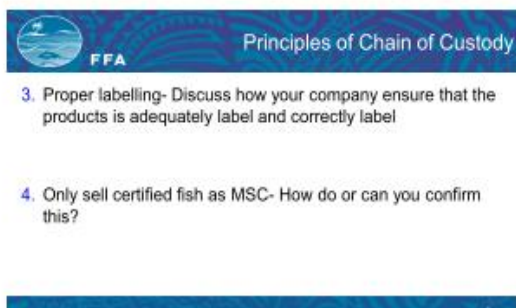 FFA
Principles of Chain of Custody
3. Proper labelling- Discuss how your company ensure that the
products is adequately label and correctly label
4. Only sell certified fish as MSC- How do or can you confirm
this?